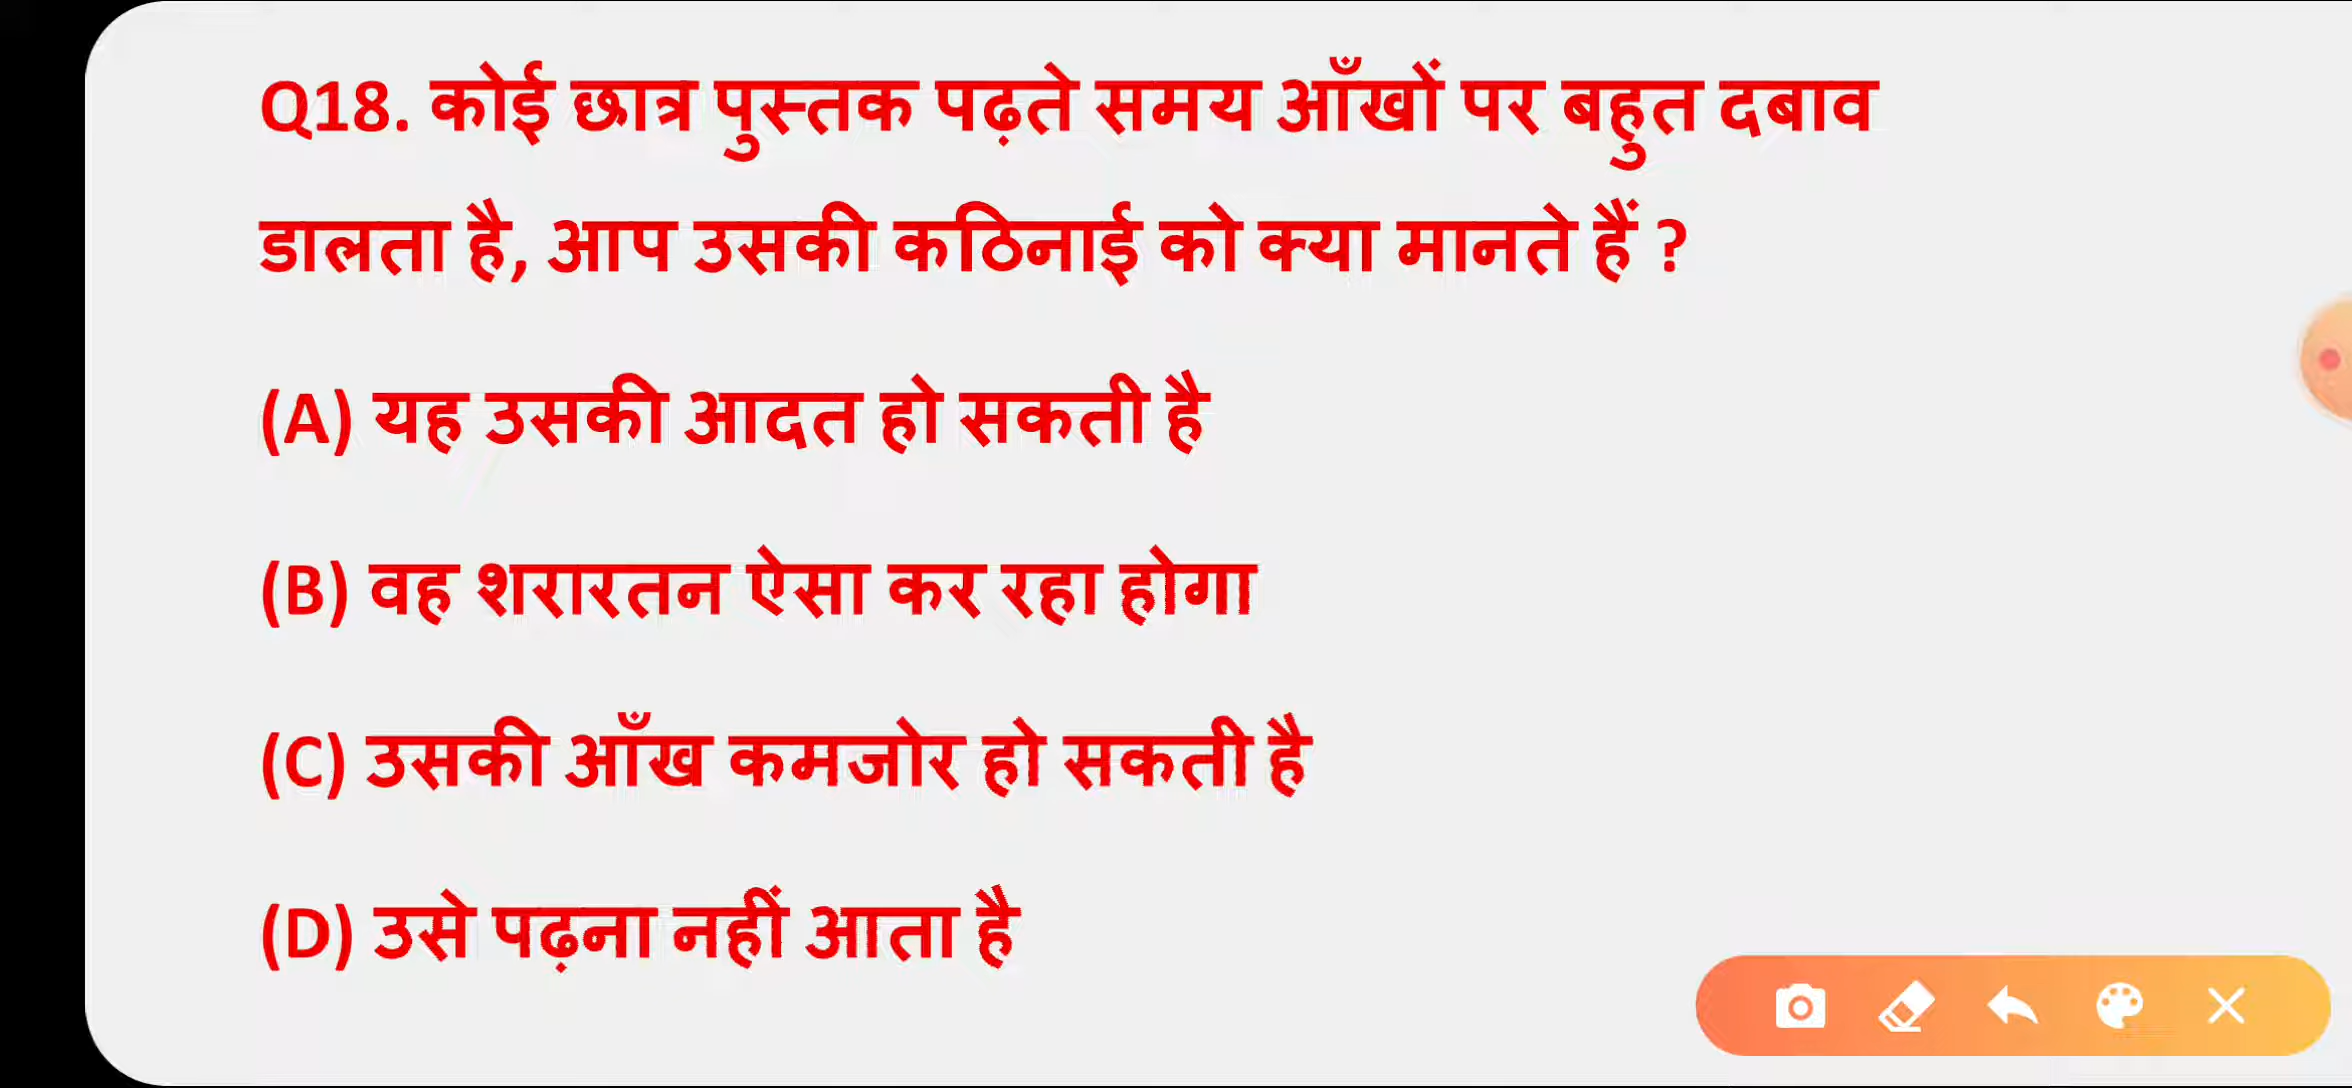 Q18. कोई छात्र पुस्तक पढ़ते समय आँखों पर बहुत दबाव
डालता है, आप उसकी कठिनाई को क्या मानते हैं ?
(A) यह उसकी आदत हो सकती है
(B) वह शरारतन ऐसा कर रहा होगा
(C) उसकी आँख कमजोर हो सकती है
(D) उसे पढ़ना नहीं आता है